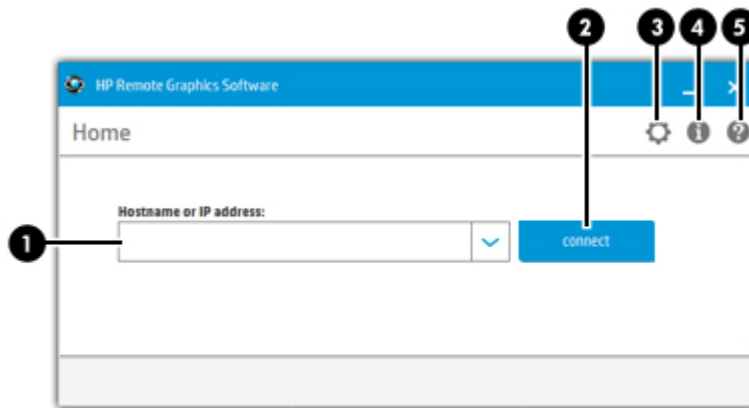 2 3 4 5
HP Remote Graphics Software
Home
Hostname or IP address:
1
connect